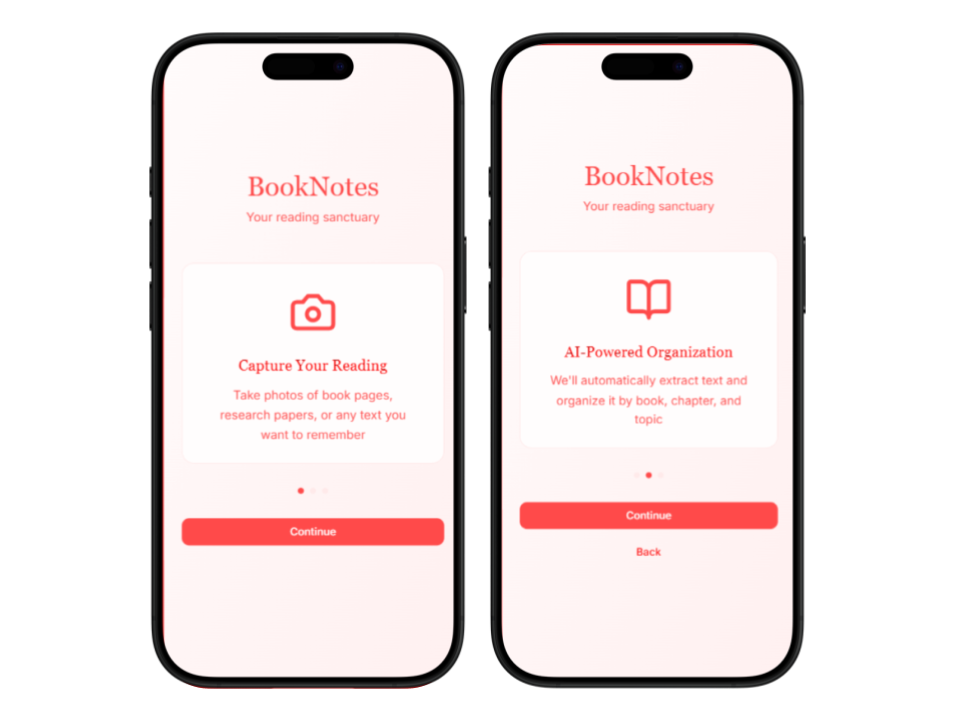 BookNotes
Your reading sanctuary
Capture Your Reading
Take photos of book pages,
research papers, or any text you
want to remember
Continue
BookNotes
Your reading sanctuary
AI-Powered Organization
We'll automatically extract text and
organize it by book, chapter, and
topic
Continue
Back